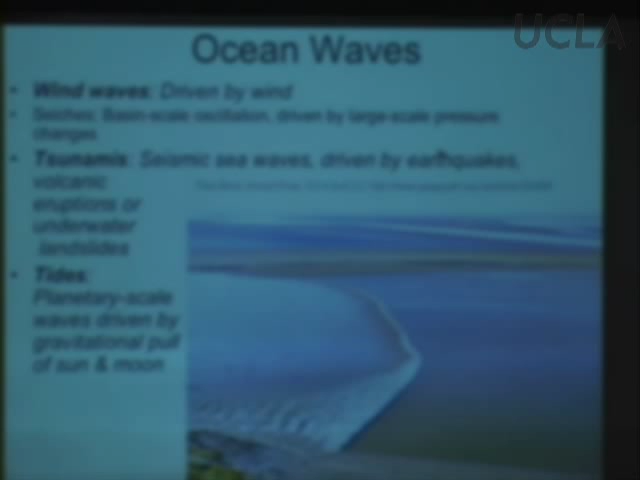 UCLA
Ocean Waves
• Wind waves: Driven by wind
• Seiches: Basin-scale oscillation, driven by large-scale pressure
changes
• Tsunamis: Seismic sea waves, driven by earthquakes,
volcanic
eruptions or
underwater
landslides
• Tides:
Planetary-scale
waves driven by
gravitational pull
of sun & moon